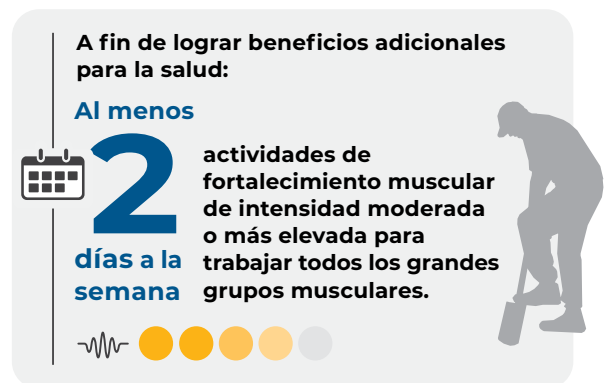 A fin de lograr beneficios adicionales
para la salud:
Al menos
2
días a la
semana
actividades de
fortalecimiento muscular
de intensidad moderada
o más elevada para
trabajar todos los grandes
grupos musculares.